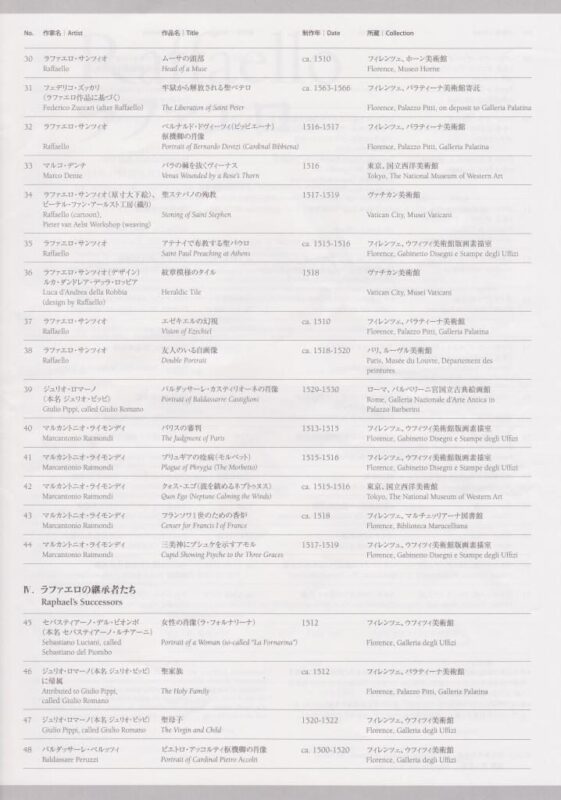 No. 作家名 | Artist 作品名 | Title 制作年 | Date 所蔵 | Collection
30 ラファエロ・サンツィオ ムーサの頭部 ca. 1510 フィレンツェ、ホーン美術館
Raffaello Head of a Muse Florence, Museo Horne
31 フェデリコ・ズッカリ 牢獄から解放される聖ペテロ ca. 1563-1566 フィレンツェ、パラティーナ美術館寄託
(ラファエロ作品に基づく)
Federico Zuccari (after Raffaello) The Liberation of Saint Peter Florence, Palazzo Pitti, on deposit to Galleria Palatina
32 ラファエロ・サンツィオ ベルナルド・ドヴィーツィ(ビッビエーナ) 1516-1517 フィレンツェ、パラティーナ美術館
枢機卿の肖像
Raffaello Portrait of Bernardo Dovizi (Cardinal Bibbiena) Florence, Palazzo Pitti, Galleria Palatina
33 マルコ・デンテ バラの棘を抜くヴィーナス 1516 東京、国立西洋美術館
Marco Dente Venus Wounded by a Rose's Thorn Tokyo, The National Museum of Western Art
34 ラファエロ・サンツィオ(原寸大下絵)、 聖ステパノの殉教 1517-1519 ヴァチカン美術館
ピーテル・ファン・アールスト工房(織り)
Raffaello (cartoon), Stoning of Saint Stephen Vatican City, Musei Vaticani
Pieter van Aelst Workshop (weaving)
35 ラファエロ・サンツィオ アテナイで布教する聖パウロ ca. 1515-1516 フィレンツェ、ウフィツィ美術館版画素描室
Raffaello Saint Paul Preaching at Athens Florence, Gabinetto Disegni e Stampe degli Uffizi
36 ラファエロ・サンツィオ(デザイン) 紋章模様のタイル 1518 ヴァチカン美術館
ルカ・ダンドレア・デッラ・ロッビア
Luca d'Andrea della Robbia Heraldic Tile Vatican City, Musei Vaticani
(design by Raffaello)
37 ラファエロ・サンツィオ エゼキエルの幻視 ca. 1510 フィレンツェ、パラティーナ美術館
Raffaello Vision of Ezechiel Florence, Palazzo Pitti, Galleria Palatina
38 ラファエロ・サンツィオ 友人のいる自画像 ca. 1518-1520 パリ、ルーヴル美術館
Raffaello Double Portrait Paris, Musée du Louvre, Département des
peintures
39 ジュリオ・ロマーノ バルダッサーレ・カスティリオーネの肖像 1529-1530 ローマ、バルベリーニ宮国立古典絵画館
(本名 ジュリオ・ピッピ) Portrait of Baldassarre Castiglioni Rome, Galleria Nazionale d'Arte Antica in
Giulio Pippi, called Giulio Romano Palazzo Barberini
40 マルカントニオ・ライモンディ パリスの審判 1513-1515 フィレンツェ、ウフィツィ美術館版画素描室
Marcantonio Raimondi The Judgment of Paris Florence, Gabinetto Disegni e Stampe degli Uffizi
41 マルカントニオ・ライモンディ プリュギアの疫病(モルベット) 1515-1516 フィレンツェ、ウフィツィ美術館版画素描室
Marcantonio Raimondi Plague of Phrygia (The Morbetto) Florence, Gabinetto Disegni e Stampe degli Uffizi
42 マルカントニオ・ライモンディ クォス・エゴ(波を鎮めるネプトゥヌス) ca. 1515-1516 東京、国立西洋美術館
Marcantonio Raimondi Quos Ego (Neptune Calming the Winds) Tokyo, The National Museum of Western Art
43 マルカントニオ・ライモンディ フランソワ1世のための香炉 ca. 1518 フィレンツェ、マルチェッリアーナ図書館
Marcantonio Raimondi Censer for Francis I of France Florence, Biblioteca Marucelliana
44 マルカントニオ・ライモンディ 三美神にプシュケを示すアモル 1517-1519 フィレンツェ、ウフィツィ美術館版画素描室
Marcantonio Raimondi Cupid Showing Psyche to the Three Graces Florence, Gabinetto Disegni e Stampe degli Uffizi
Ⅳ. ラファエロの継承者たち
Raphael's Successors
45 セバスティアーノ・デル・ピオンボ 女性の肖像(ラ・フォルナリーナ) 1512 フィレンツェ、ウフィツィ美術館
(本名 セバスティアーノ・ルチアーニ)
Sebastiano Luciani, called Portrait of a Woman (so-called "La Fornarina") Florence, Galleria degli Uffizi
Sebastiano del Piombo
46 ジュリオ・ロマーノ(本名 ジュリオ・ピッピ) 聖家族 ca. 1512 フィレンツェ、パラティーナ美術館
に帰属
Attributed to Giulio Pippi, The Holy Family Florence, Palazzo Pitti, Galleria Palatina
called Giulio Romano
47 ジュリオ・ロマーノ(本名 ジュリオ・ピッピ) 聖母子 1520-1522 フィレンツェ、ウフィツィ美術館
Giulio Pippi, called Giulio Romano The Virgin and Child Florence, Galleria degli Uffizi
48 バルダッサーレ・ペルッツィ ピエトロ・アッコルティ枢機卿の肖像 ca. 1500-1520 フィレンツェ、ウフィツィ美術館
Baldassare Peruzzi Portrait of Cardinal Pietro Accolti Florence, Galleria degli Uffizi